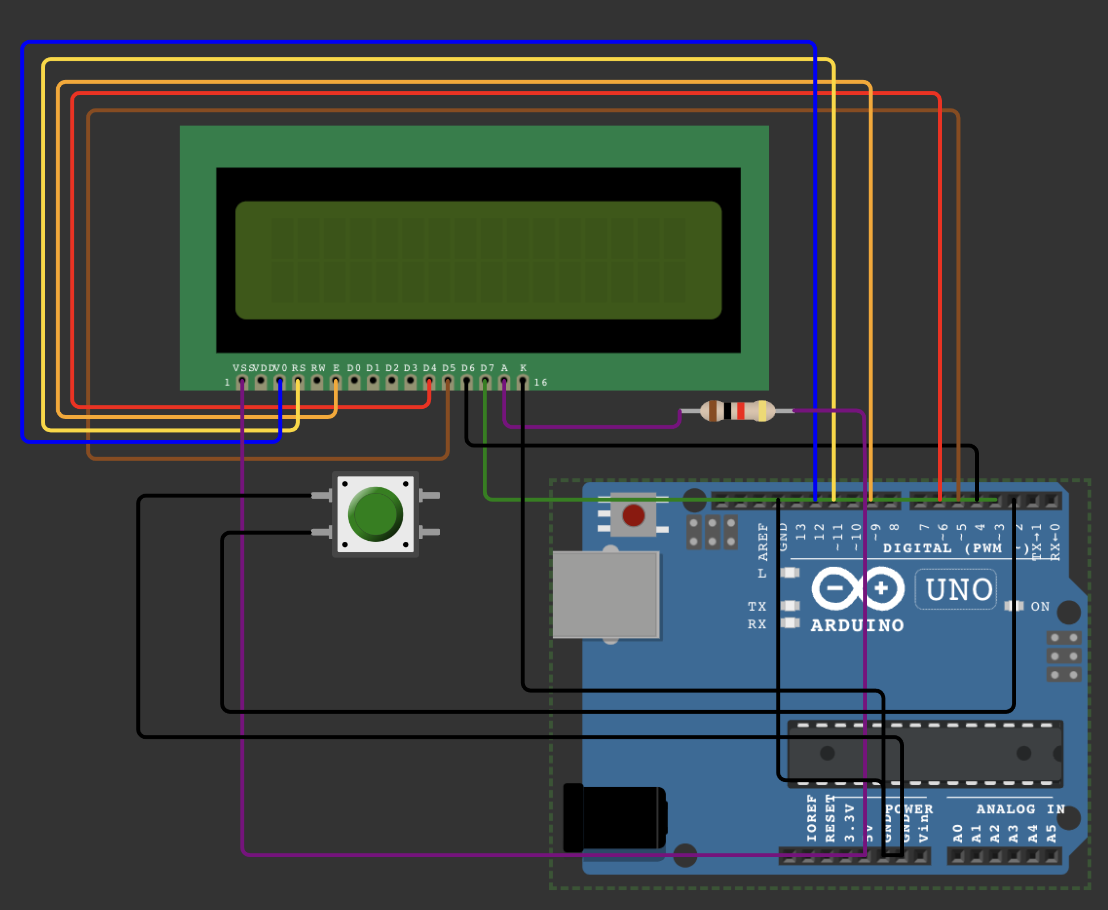 1 VSS VDD V0 RS RW E D0 D1 D2 D3 D4 D5 D6 D7 A K 16
AREF GND 13 12 ~11 ~10 ~9 8 7 ~6 ~5 4 ~3 2 TX→1 RX←0
DIGITAL (PWM ~)
L
UNO
TX
ON
RX
ARDUINO
IOREF RESET 3.3V 5V GND GND Vin
POWER
ANALOG IN
A0 A1 A2 A3 A4 A5